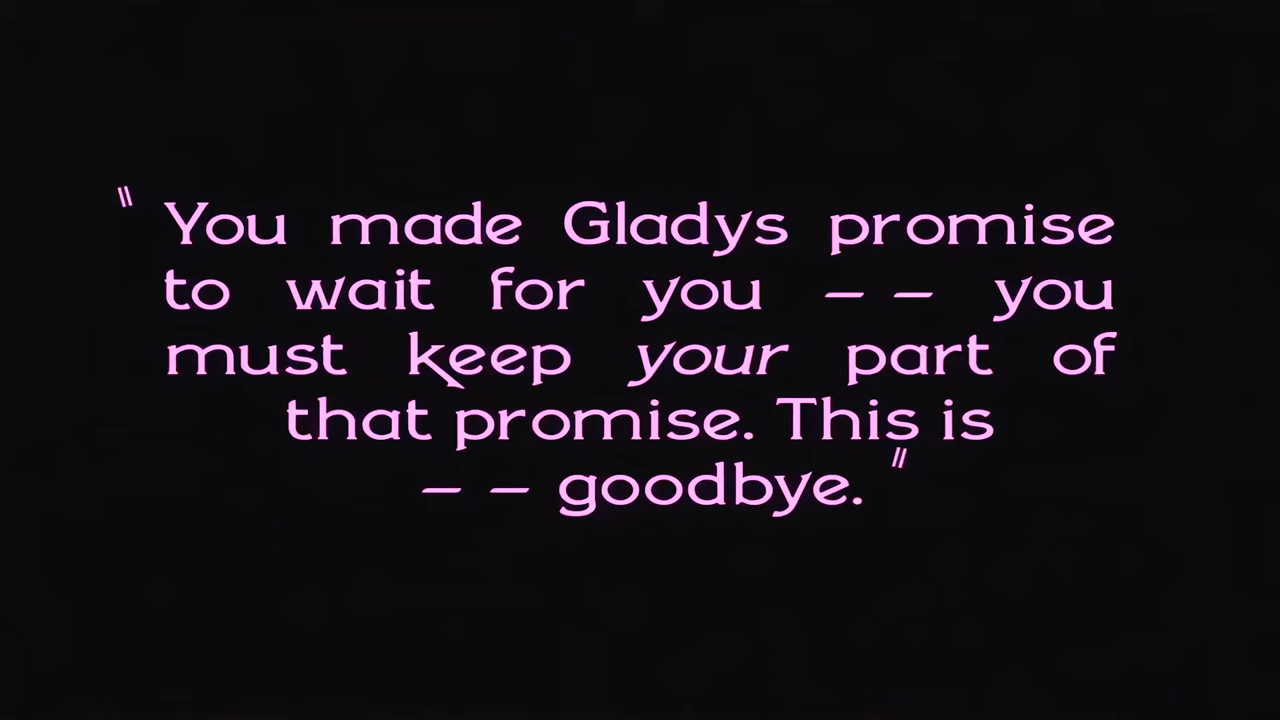 " You made Gladys promise
to wait for you – – you
must keep your part of
that promise. This is
– – goodbye. "